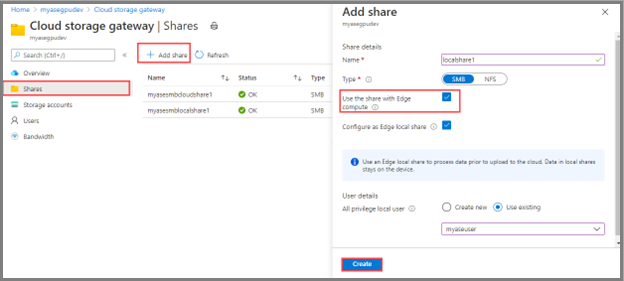 Home > myasegpudev > Cloud storage gateway
Cloud storage gateway | Shares
myasegpudev
Search (Ctrl+/)
«
Add share
Refresh
Overview
Shares
Storage accounts
Users
Bandwidth
Name Status Type
myasesmbcloudshare1 OK SMB
myasesmblocalshare1 OK SMB
Add share
myasegpudev
Share details
Name * localshare1
Type * SMB NFS
Use the share with Edge
compute
Configure as Edge local share
Use an Edge local share to process data prior to upload to the cloud. Data in local shares
stays on the device.
User details
All privilege local user Create new Use existing
myaseuser
Create